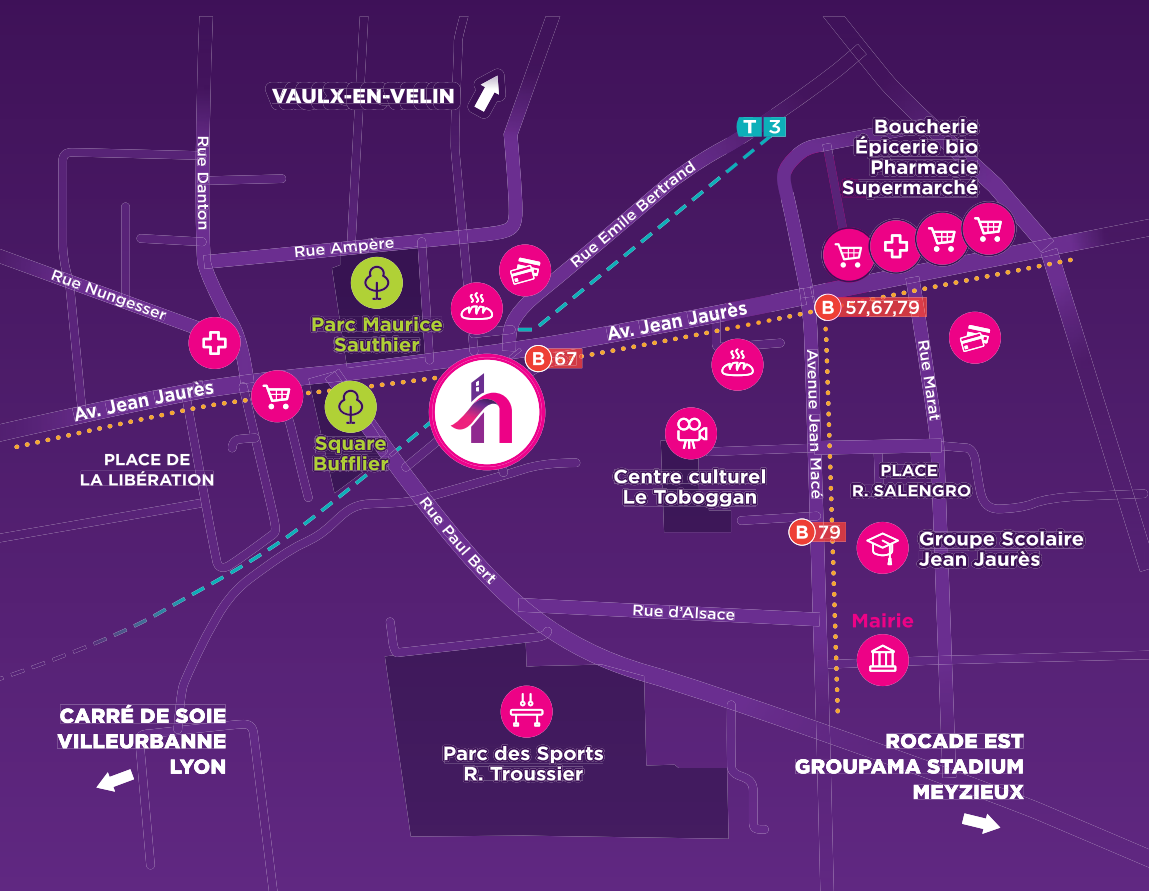 VAULX-EN-VELIN
T 3
Boucherie
Épicerie bio
Pharmacie
Supermarché
Rue Danton
Rue Ampère
Rue Emile Bertrand
Rue Nungesser
Parc Maurice
Sauthier
B 57,67,79
Av. Jean Jaurès
B 67
Av. Jean Jaurès
Rue Marat
Avenue Jean Macé
Square
Bufflier
PLACE DE
LA LIBÉRATION
Centre culturel
Le Toboggan
PLACE
R. SALENGRO
Rue Paul Bert
B 79
Groupe Scolaire
Jean Jaurès
Rue d'Alsace
Mairie
CARRÉ DE SOIE
VILLEURBANNE
LYON
Parc des Sports
R. Troussier
ROCADE EST
GROUPAMA STADIUM
MEYZIEUX